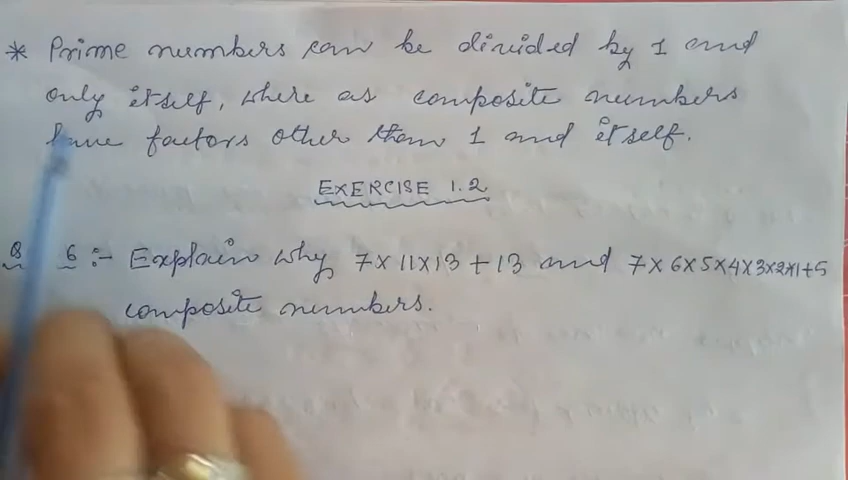 * Prime numbers can be divided by 1 and
only itself, where as composite numbers
have factors other than 1 and itself.
EXERCISE 1.2
Q 6 :- Explain why 7 × 11 × 13 + 13 and 7 × 6 × 5 × 4 × 3 × 2 × 1 + 5
composite numbers.